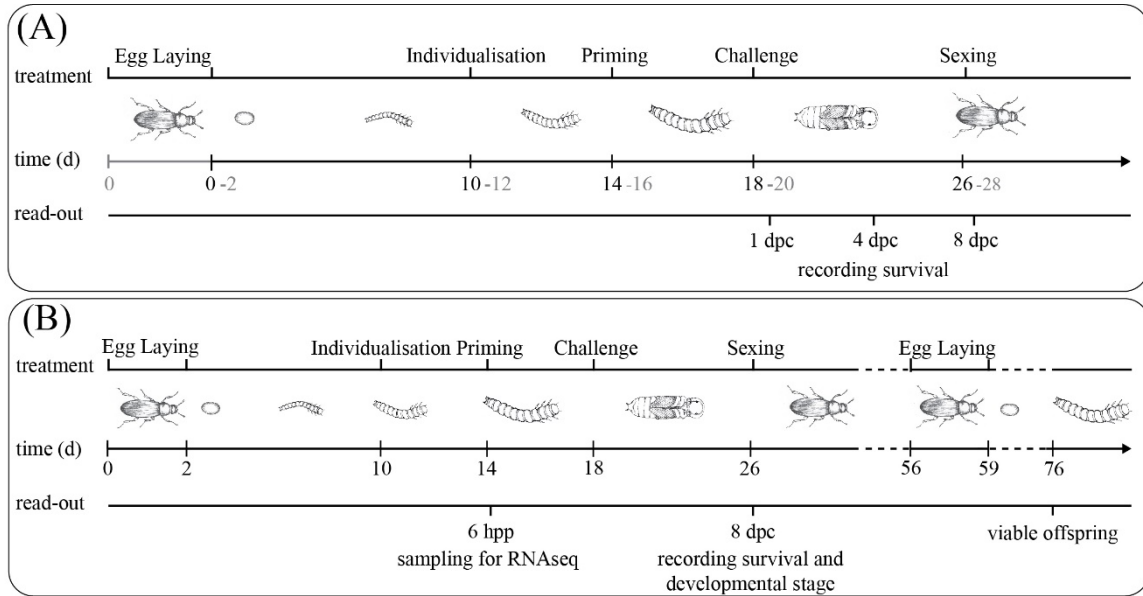 (A)
Egg Laying Individualisation Priming Challenge Sexing
treatment
time (d)
0 0 -2 10 -12 14 -16 18 -20 26 -28
read-out
1 dpc 4 dpc 8 dpc
recording survival
(B)
Egg Laying Individualisation Priming Challenge Sexing Egg Laying
treatment
time (d)
0 2 10 14 18 26 56 59 76
read-out
6 hpp 8 dpc viable offspring
sampling for RNAseq recording survival and
developmental stage